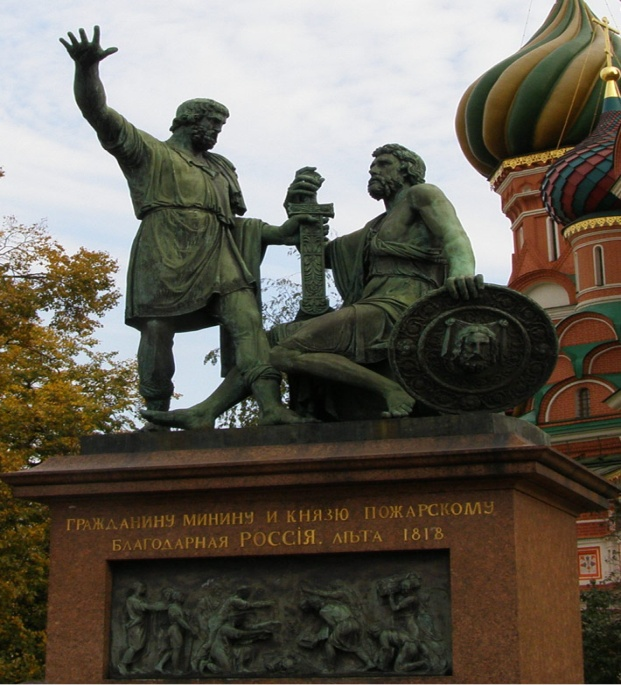 ГРАЖДАНИНУ МИНИНУ И КНЯЗЮ ПОЖАРСКОМУ
БЛАГОДАРНАЯ РОССІЯ. ЛѢТА 1818